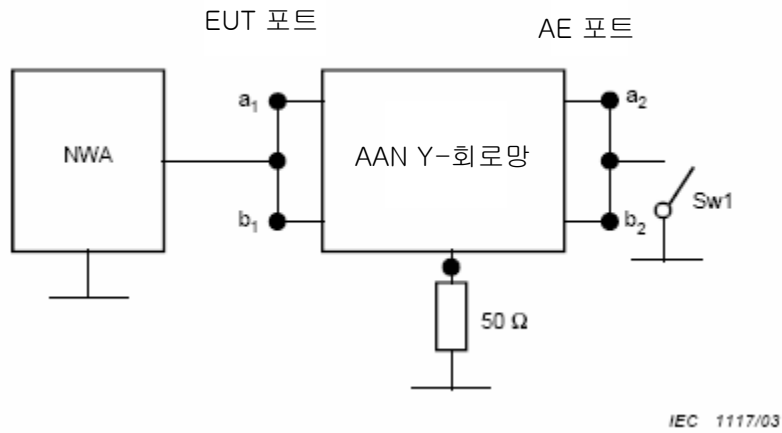 EUT 포트
AE 포트
NWA
a1
b1
AAN Y-회로망
a2
b2
Sw1
50 Ω
IEC 1117/03